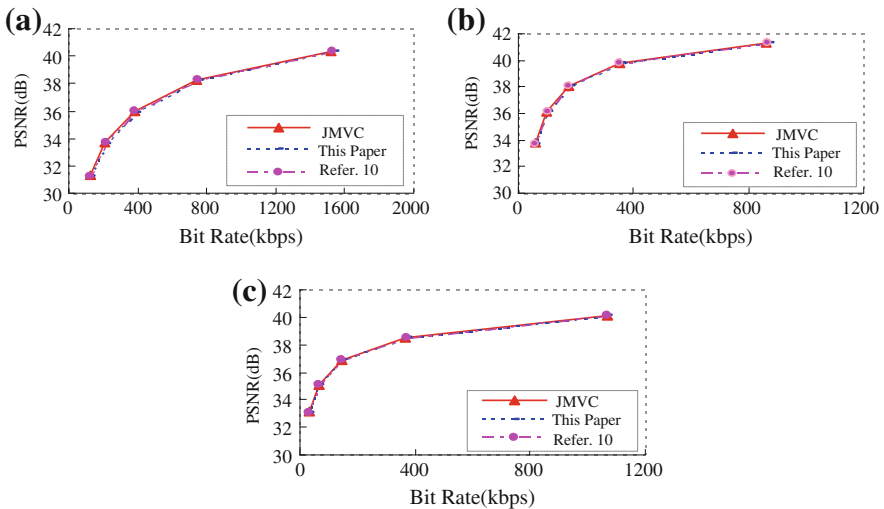 (a)
42
40
38
36
34
32
30
PSNR(dB)
0 400 800 1200 1600 2000
Bit Rate(kbps)
JMVC
This Paper
Refer. 10
(b)
42
40
38
36
34
32
30
PSNR(dB)
0 400 800 1200
Bit Rate(kbps)
JMVC
This Paper
Refer. 10
(c)
42
40
38
36
34
32
30
PSNR(dB)
0 400 800 1200
Bit Rate(kbps)
JMVC
This Paper
Refer. 10